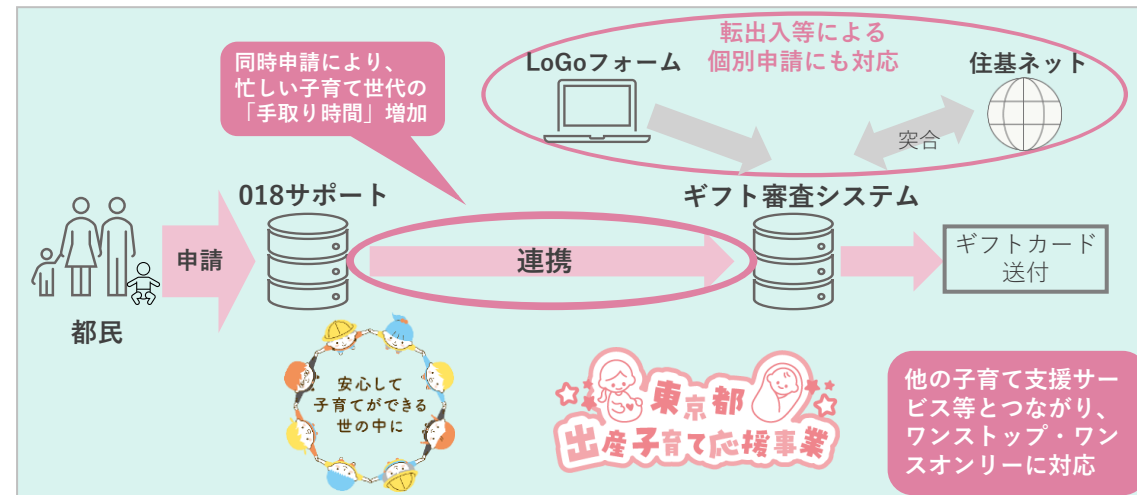 転出入等による
個別申請にも対応
LoGoフォーム
住基ネット
突合
同時申請により、
忙しい子育て世代の
「手取り時間」増加
018サポート
ギフト審査システム
申請
連携
ギフトカード
送付
都民
安心して
子育てができる
世の中に
東京都
出産子育て応援事業
他の子育て支援サー
ビス等とつながり、
ワンストップ・ワン
スオンリーに対応